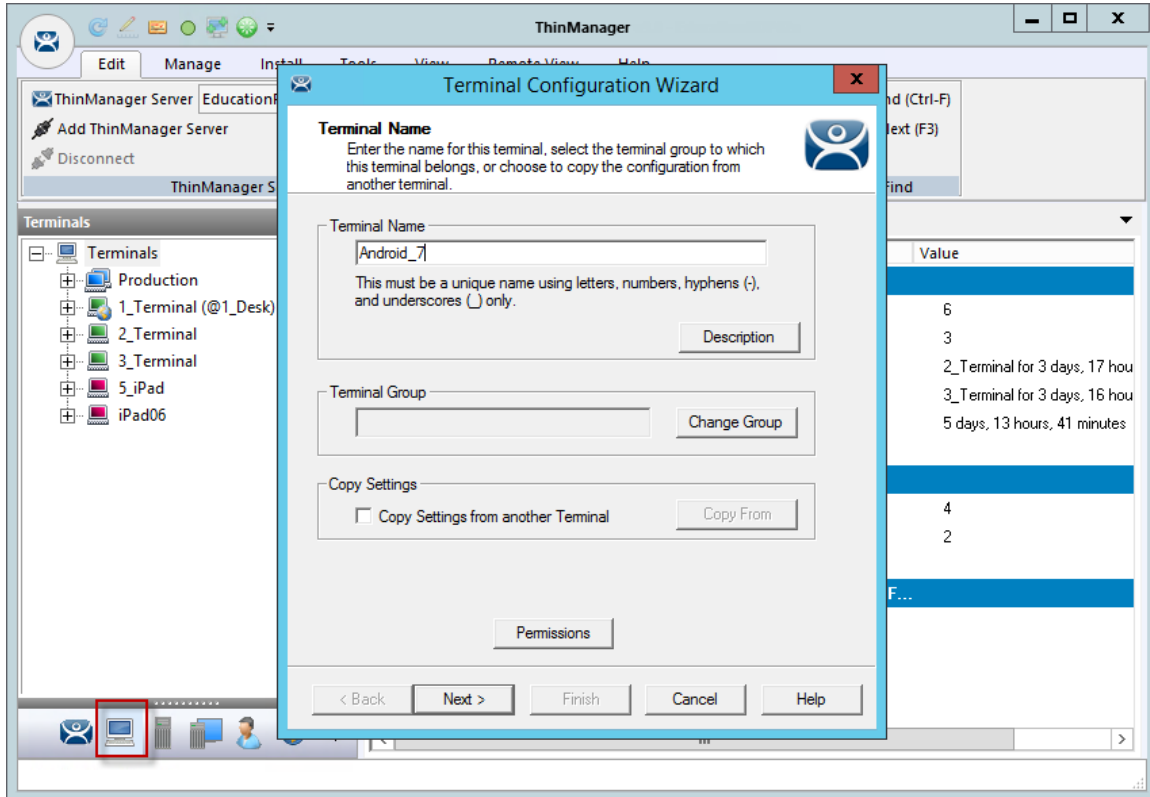 ThinManager
Edit Manage
View Remote View Help
ThinManager Server
Add ThinManager Server
Disconnect
ThinManager S
nd (Ctrl-F)
ext (F3)
Find
Terminals
Terminals
Production
1_Terminal (@1_Desk)
2_Terminal
3_Terminal
5_iPad
iPad06
Terminal Configuration Wizard
x
Terminal Name
Enter the name for this terminal, select the terminal group to which
this terminal belongs, or choose to copy the configuration from
another terminal.
Terminal Name
Android_7
This must be a unique name using letters, numbers, hyphens (-),
and underscores (_) only.
Description
Terminal Group
Change Group
Copy Settings
Copy Settings from another Terminal
Copy From
Permissions
< Back Next > Finish Cancel Help
Value
6
3
2_Terminal for 3 days, 17 hou
3_Terminal for 3 days, 16 hou
5 days, 13 hours, 41 minutes
4
2
F...